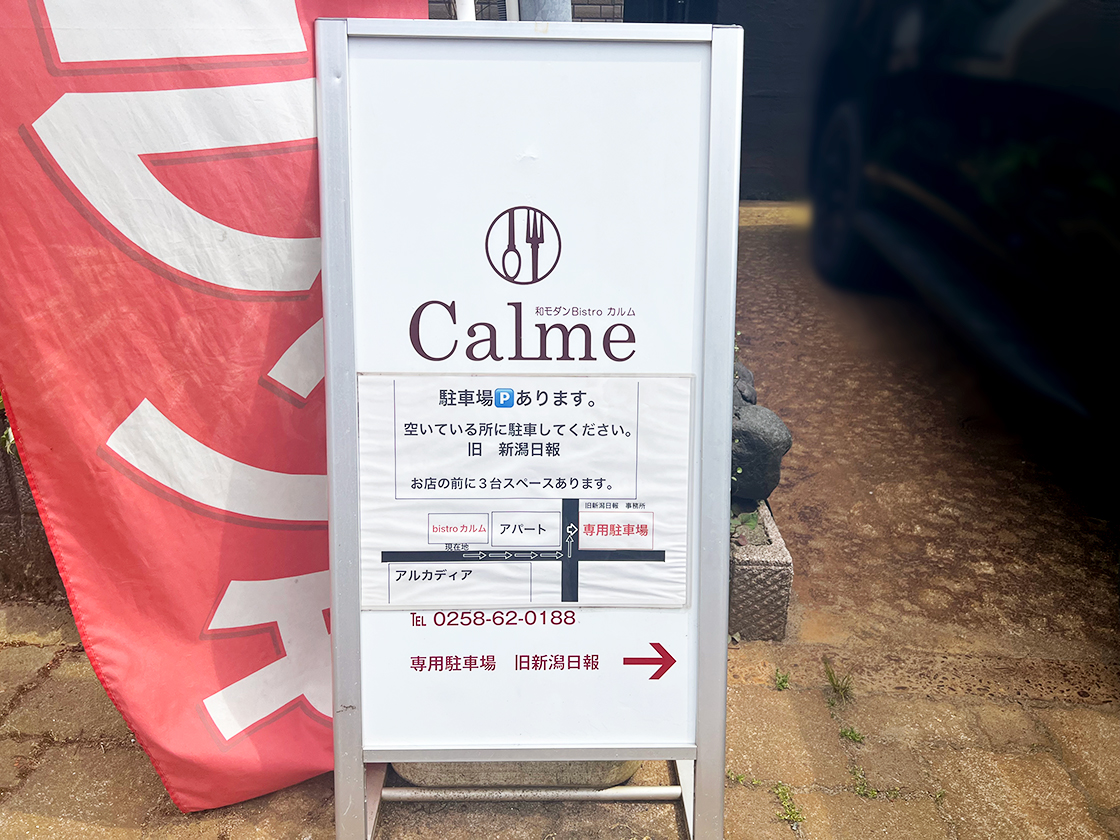 和モダンBistro カルム
Calme
駐車場🅿️あります。
空いている所に駐車してください。
旧　新潟日報
お店の前に３台スペースあります。
旧新潟日報　事務所
bistroカルム
アパート
専用駐車場
現在地
アルカディア
℡ 0258-62-0188
専用駐車場　旧新潟日報 →